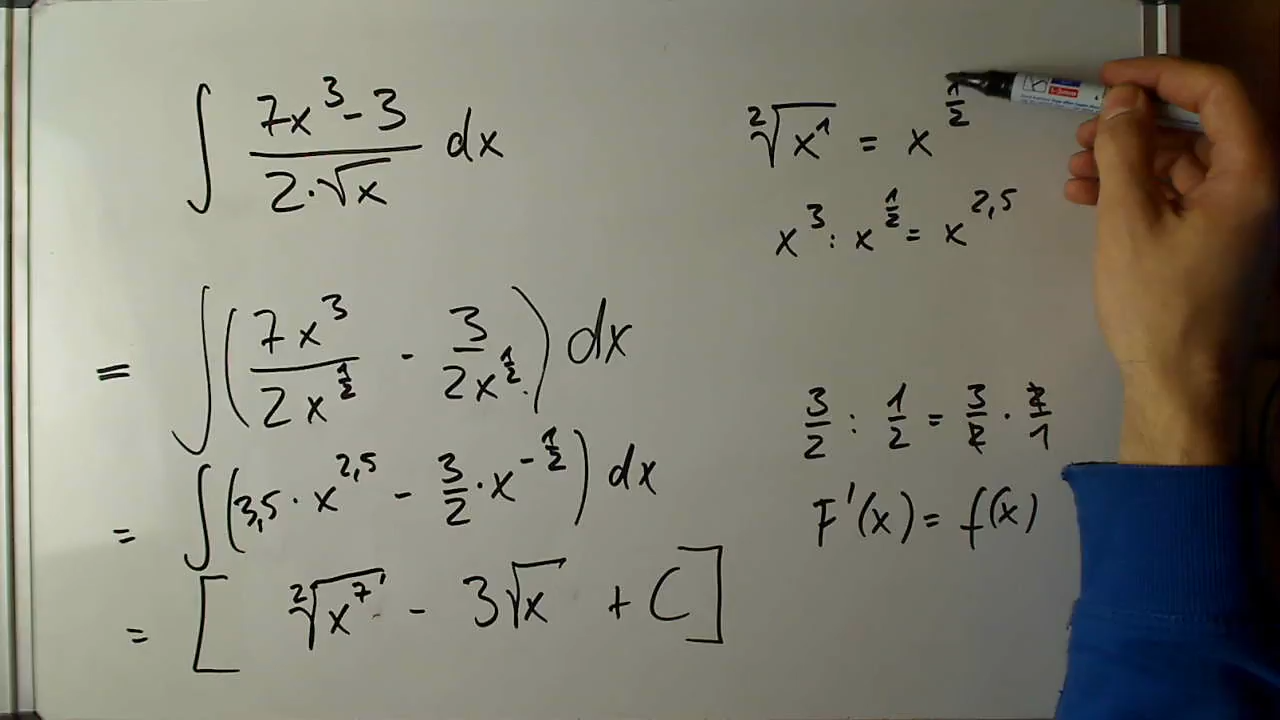 ∫ (7x³ - 3)/(2·√x) dx
²√(x¹) = x^(1/2)
x³ : x^(1/2) = x^(2,5)
= ∫ ( 7x³/(2x^(1/2)) - 3/(2x^(1/2)) ) dx
3/2 : 1/2 = 3/2 · 2/1
= ∫ (3,5 · x^(2,5) - 3/2 · x^(-1/2)) dx
F'(x) = f(x)
= [ ²√(x⁷) - 3√x + C ]